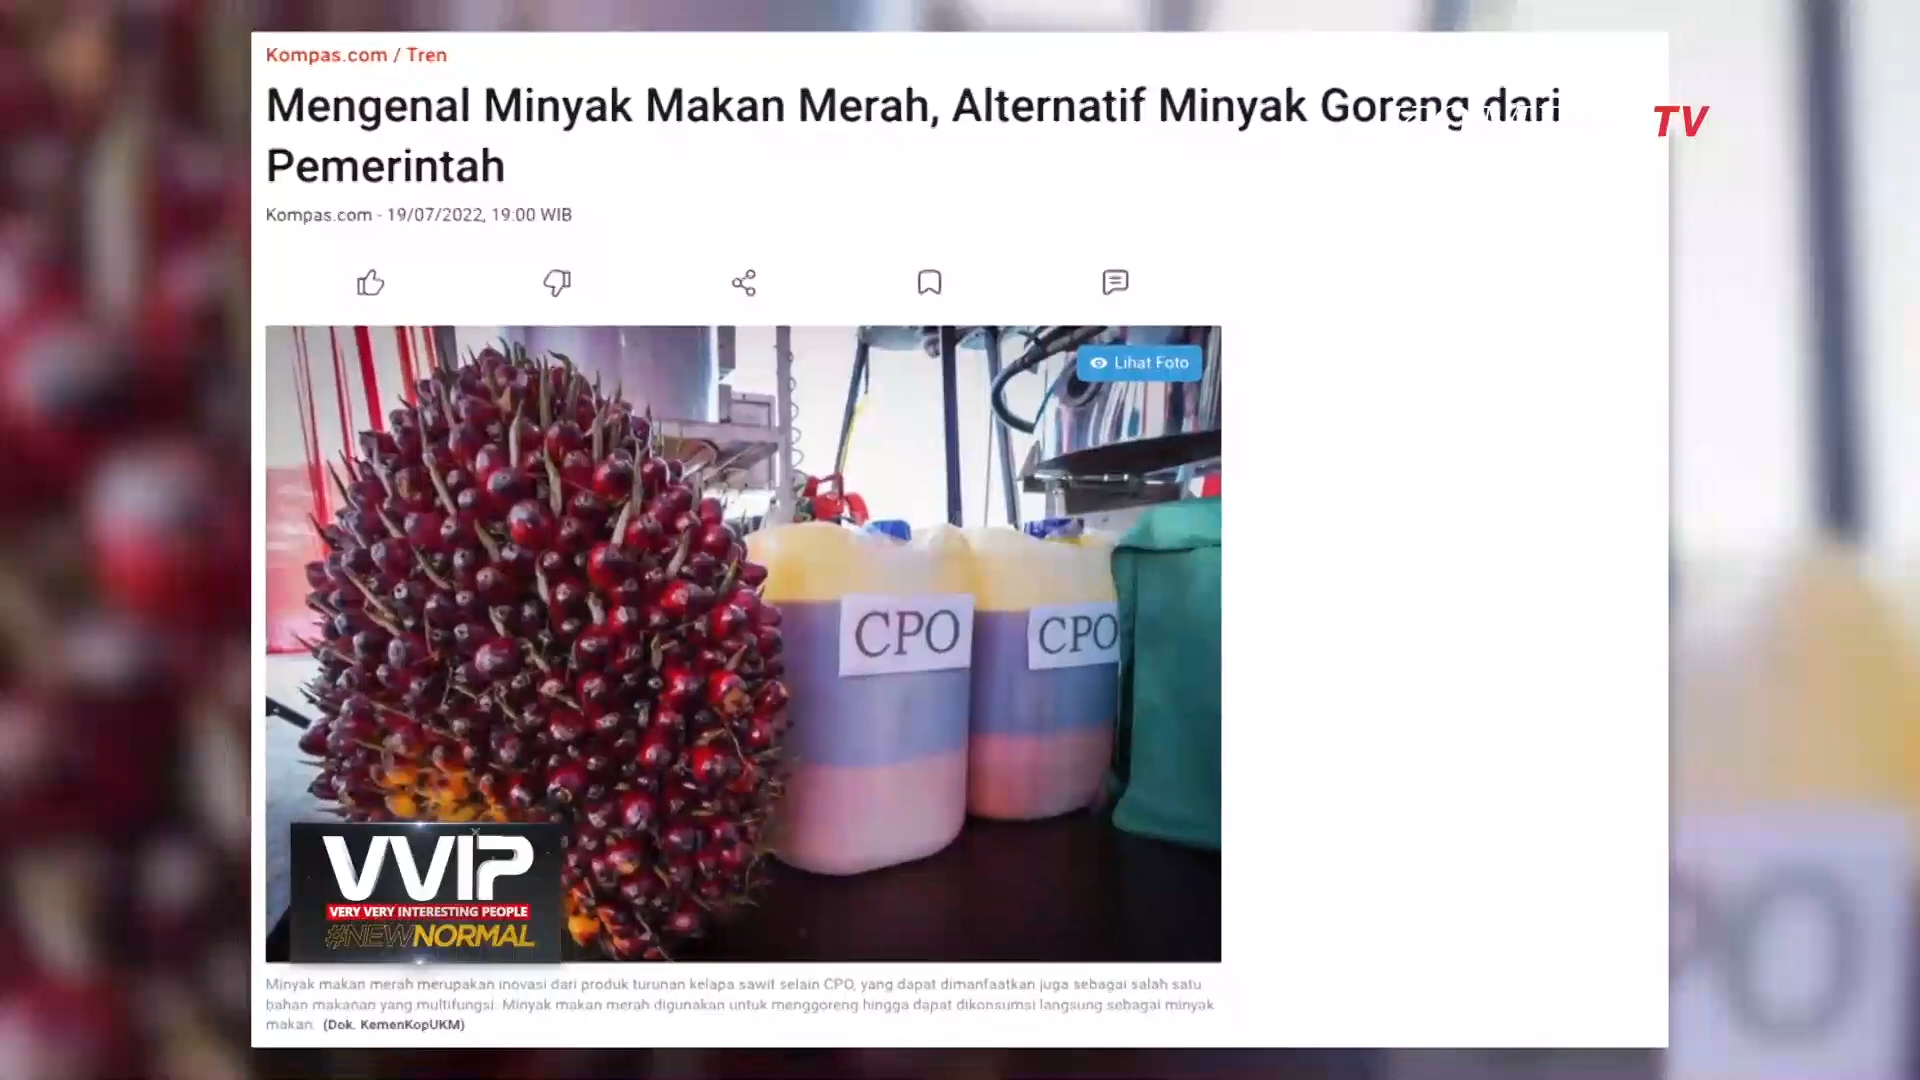 Kompas.com / Tren
Mengenal Minyak Makan Merah, Alternatif Minyak Goreng dari
Pemerintah
TV
Kompas.com - 19/07/2022, 19:00 WIB
Lihat Foto
CPO
CPO
VVIP
VERY VERY INTERESTING PEOPLE
#NEWNORMAL
Minyak makan merah merupakan inovasi dari produk turunan kelapa sawit selain CPO, yang dapat dimanfaatkan juga sebagai salah satu
bahan makanan yang multifungsi. Minyak makan merah digunakan untuk menggoreng hingga dapat dikonsumsi langsung sebagai minyak
makan. (Dok. KemenKopUKM)